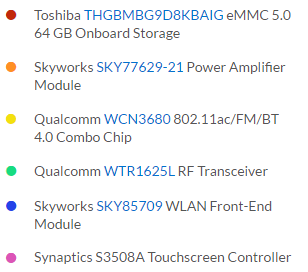 Toshiba THGBMBG9D8KBAIG eMMC 5.0
64 GB Onboard Storage
Skyworks SKY77629-21 Power Amplifier
Module
Qualcomm WCN3680 802.11ac/FM/BT
4.0 Combo Chip
Qualcomm WTR1625L RF Transceiver
Skyworks SKY85709 WLAN Front-End
Module
Synaptics S3508A Touchscreen Controller